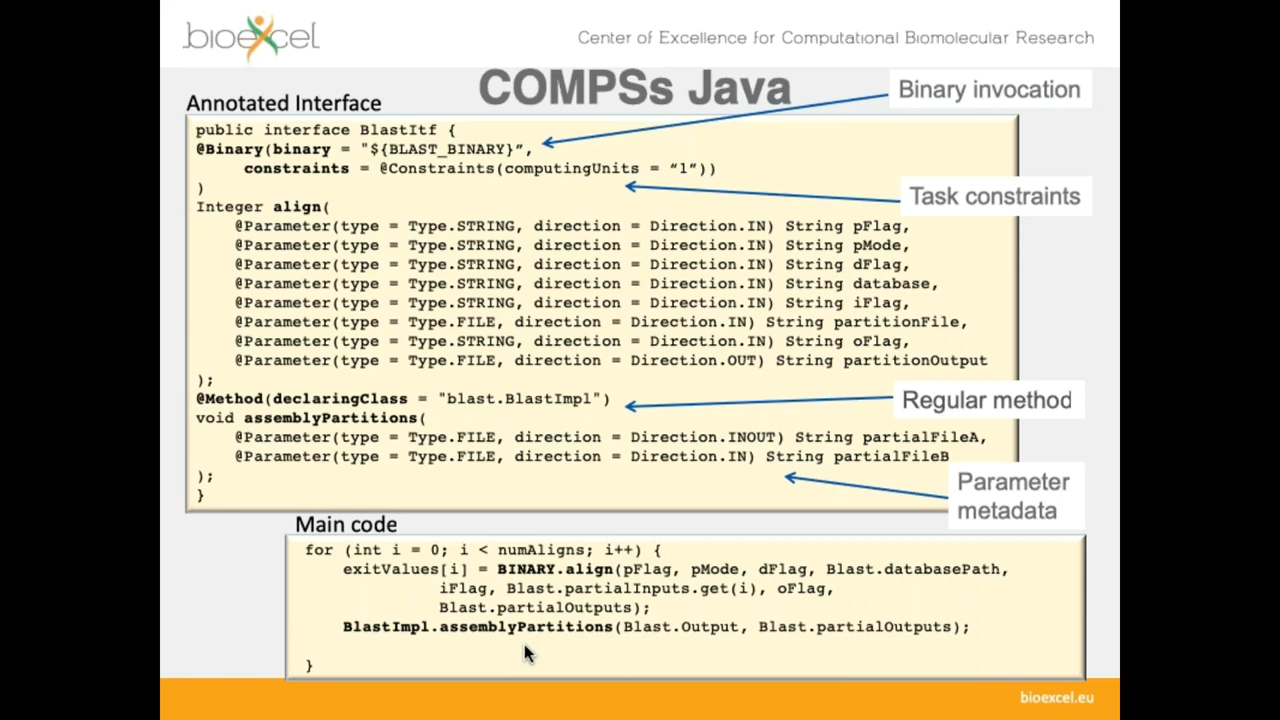 bioexcel
Center of Excellence for Computational Biomolecular Research
COMPSs Java
Annotated Interface
Binary invocation
public interface BlastItf {
@Binary(binary = "${BLAST_BINARY}”,
constraints = @Constraints(computingUnits = “1”))
)
Task constraints
Integer align(
@Parameter(type = Type.STRING, direction = Direction.IN) String pFlag,
@Parameter(type = Type.STRING, direction = Direction.IN) String pMode,
@Parameter(type = Type.STRING, direction = Direction.IN) String dFlag,
@Parameter(type = Type.STRING, direction = Direction.IN) String database,
@Parameter(type = Type.STRING, direction = Direction.IN) String iFlag,
@Parameter(type = Type.FILE, direction = Direction.IN) String partitionFile,
@Parameter(type = Type.STRING, direction = Direction.IN) String oFlag,
@Parameter(type = Type.FILE, direction = Direction.OUT) String partitionOutput
);
@Method(declaringClass = "blast.BlastImpl")
Regular method
void assemblyPartitions(
@Parameter(type = Type.FILE, direction = Direction.INOUT) String partialFileA,
@Parameter(type = Type.FILE, direction = Direction.IN) String partialFileB
);
}
Parameter
metadada
Main code
for (int i = 0; i < numAligns; i++) {
exitValues[i] = BINARY.align(pFlag, pMode, dFlag, Blast.databasePath,
iFlag, Blast.partialInputs.get(i), oFlag,
Blast.partialOutputs);
BlastImpl.assemblyPartitions(Blast.Output, Blast.partialOutputs);
}
bioexcel.eu